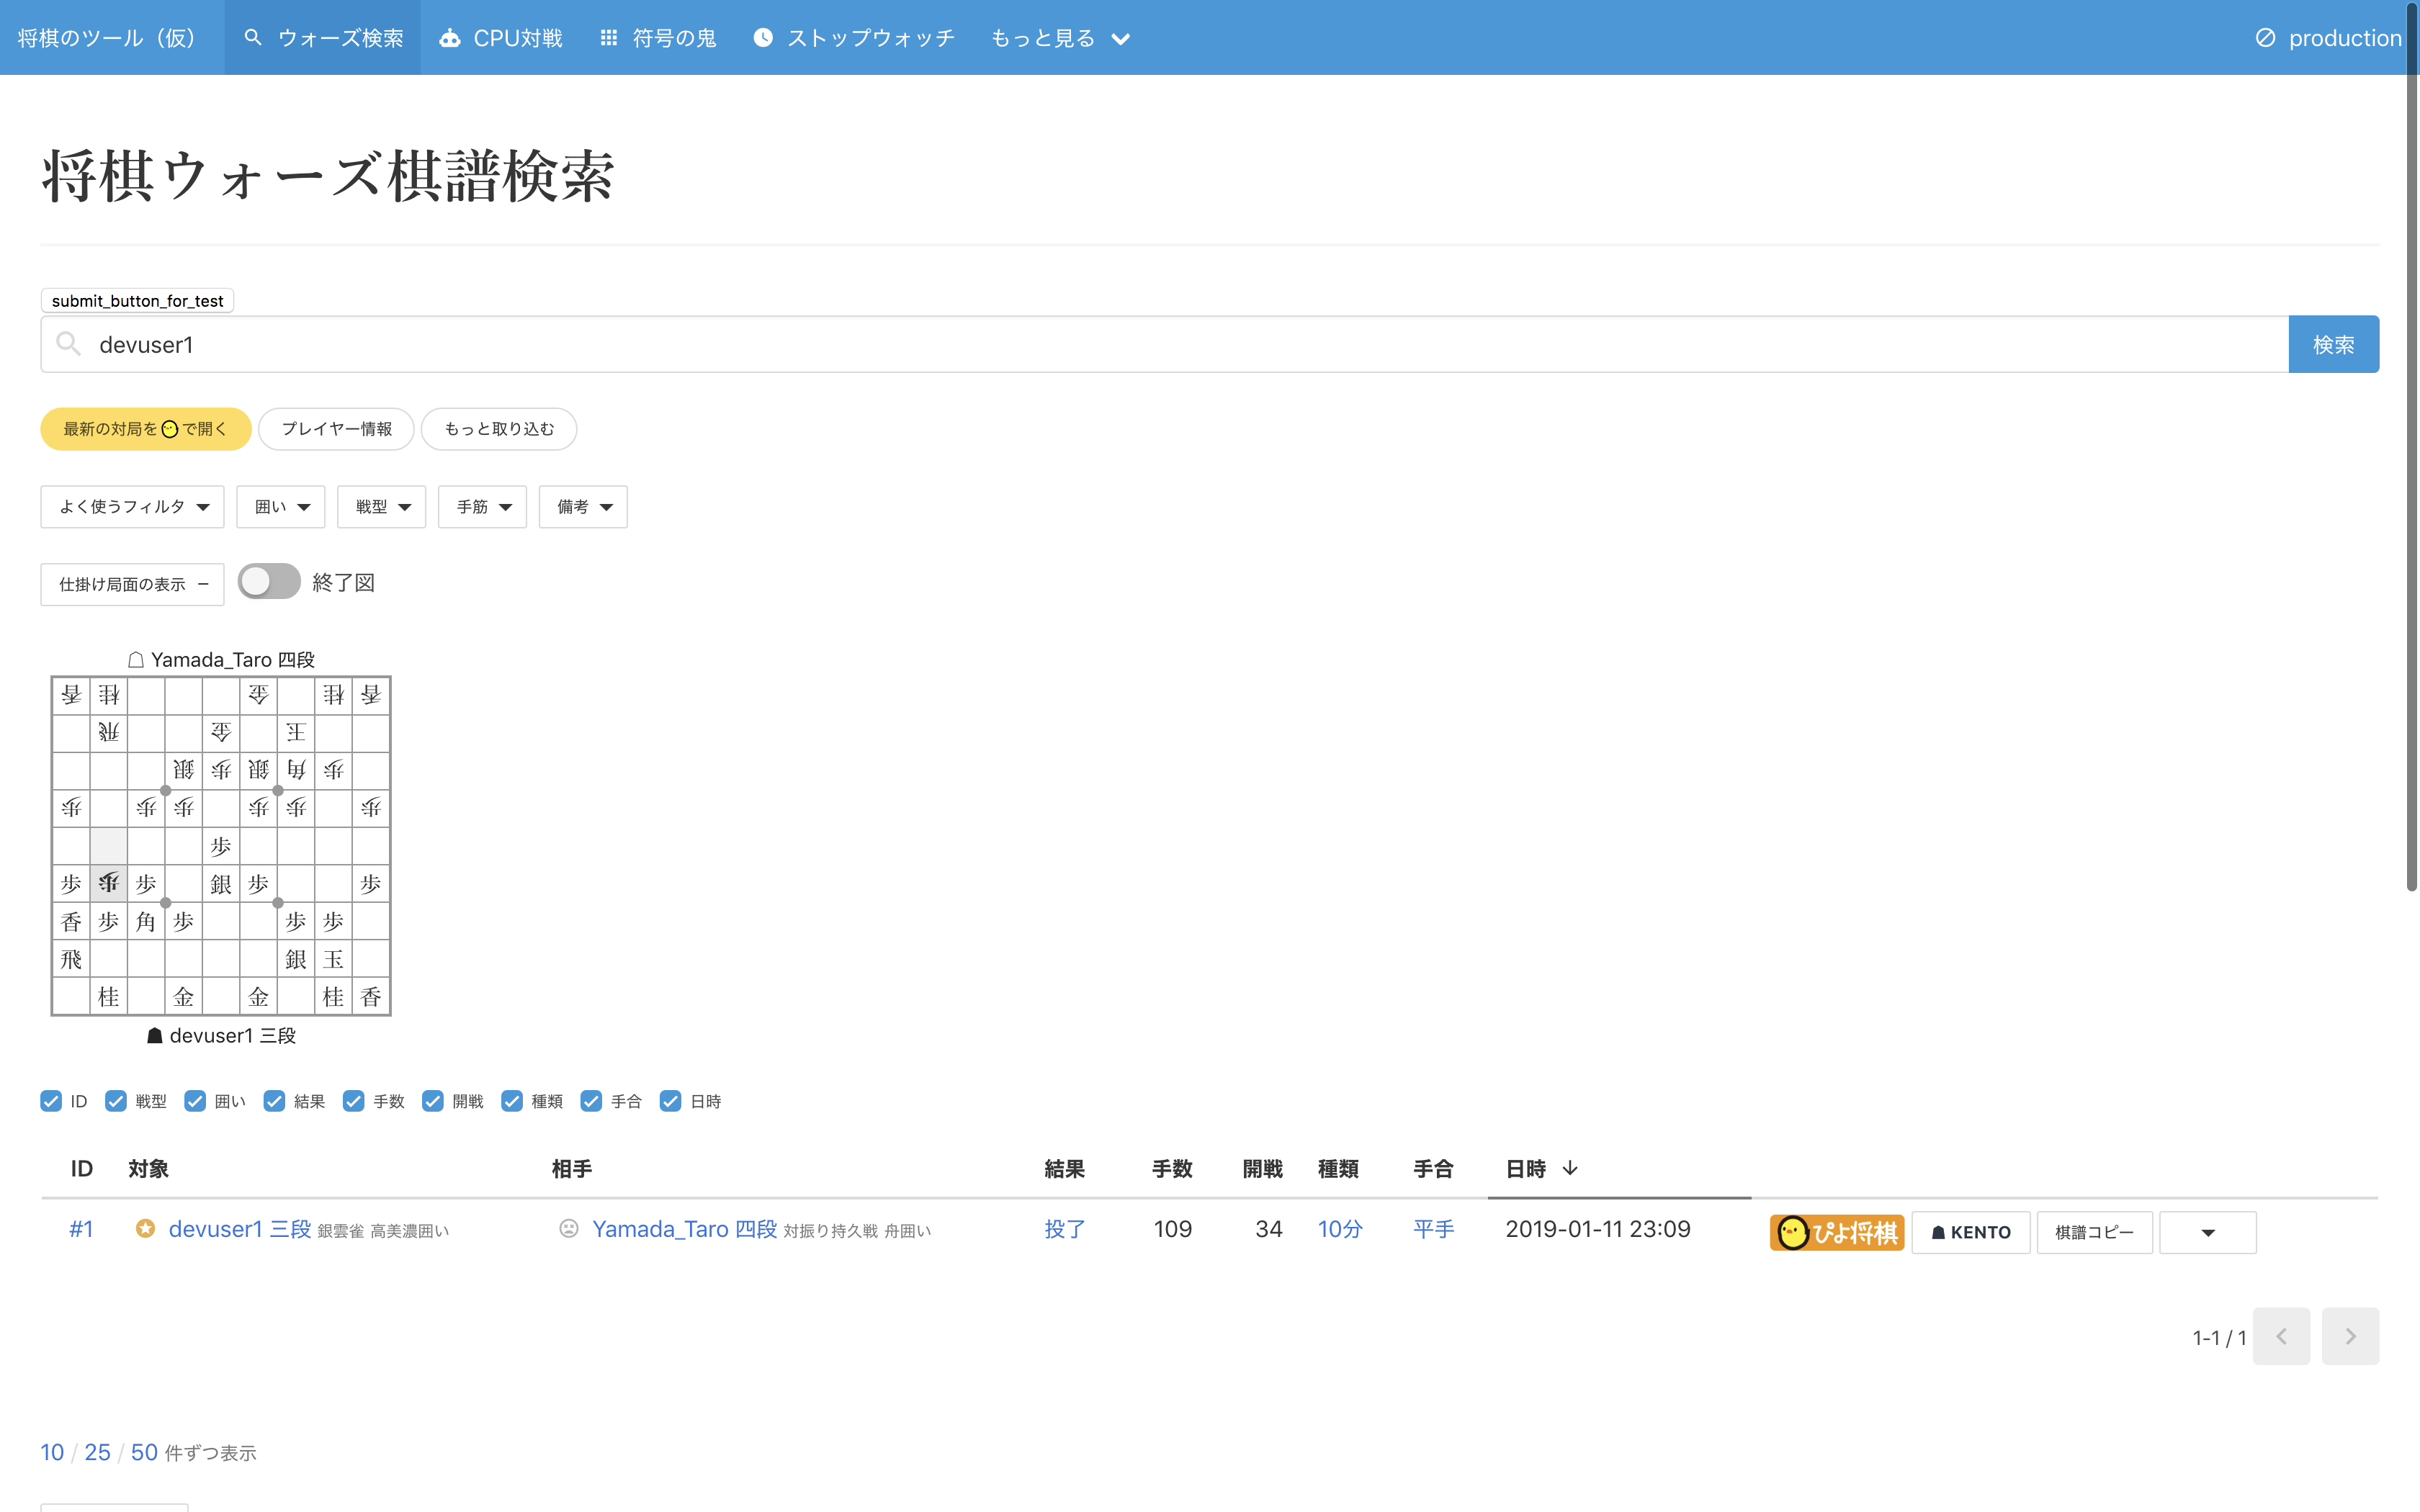 将棋のツール（仮） ウォーズ検索 CPU対戦 符号の鬼 ストップウォッチ もっと見る production
将棋ウォーズ棋譜検索
submit_button_for_test
devuser1 検索
最新の対局をで開く プレイヤー情報 もっと取り込む
よく使うフィルタ 囲い 戦型 手筋 備考
仕掛け局面の表示 終了図
☖ Yamada_Taro 四段
香 桂 金 桂 香
飛 金 王
銀 歩 銀 角 歩
歩 歩 歩 歩 歩 歩
歩
歩 歩 歩 銀 歩 歩
香 歩 角 歩 歩 歩
飛 銀 玉
桂 金 金 桂 香
☗ devuser1 三段
ID 戦型 囲い 結果 手数 開戦 種類 手合 日時
ID 対象 相手 結果 手数 開戦 種類 手合 日時
#1 devuser1 三段 銀雲雀 高美濃囲い Yamada_Taro 四段 対振り持久戦 舟囲い 投了 109 34 10分 平手 2019-01-11 23:09 ぴよ将棋 ☗ KENTO 棋譜コピー
1-1 / 1
10 / 25 / 50 件ずつ表示